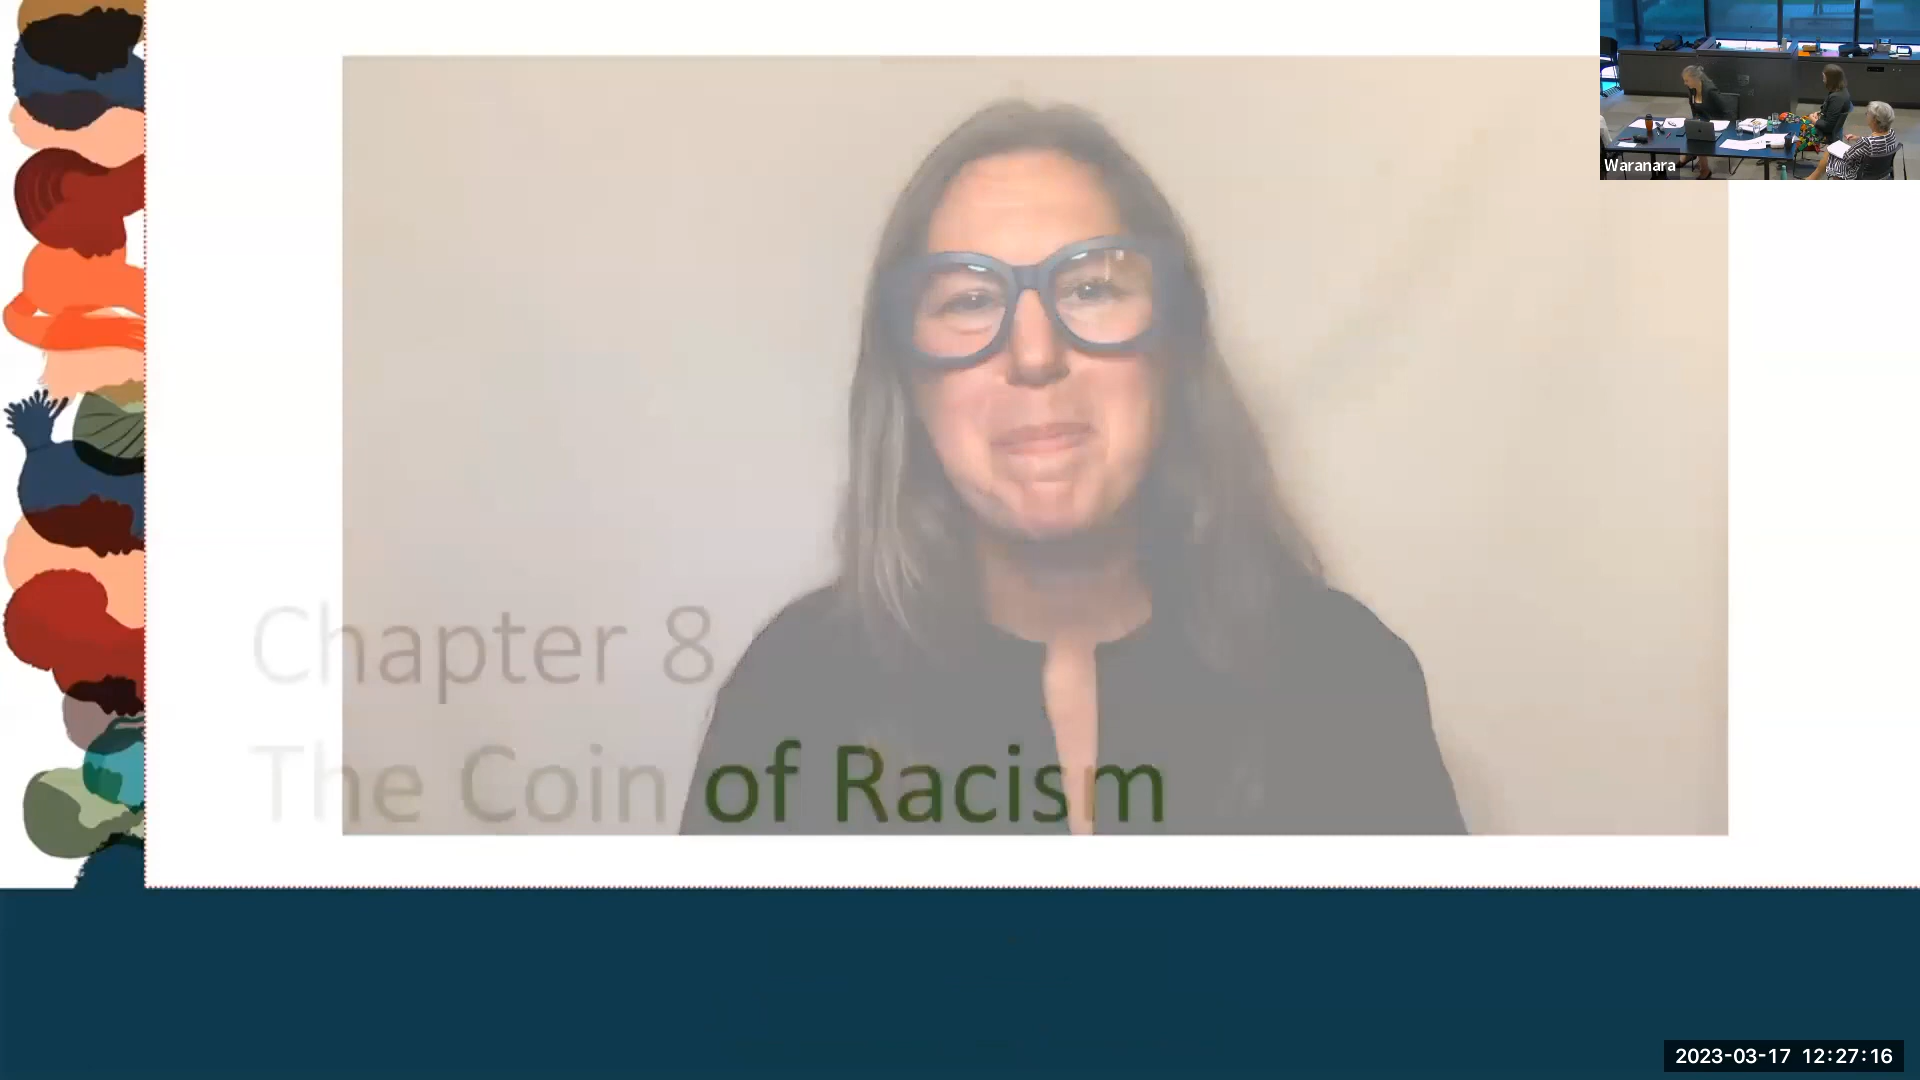 Waranara
Chapter 8
The Coin of Racism
2023-03-17 12:27:16